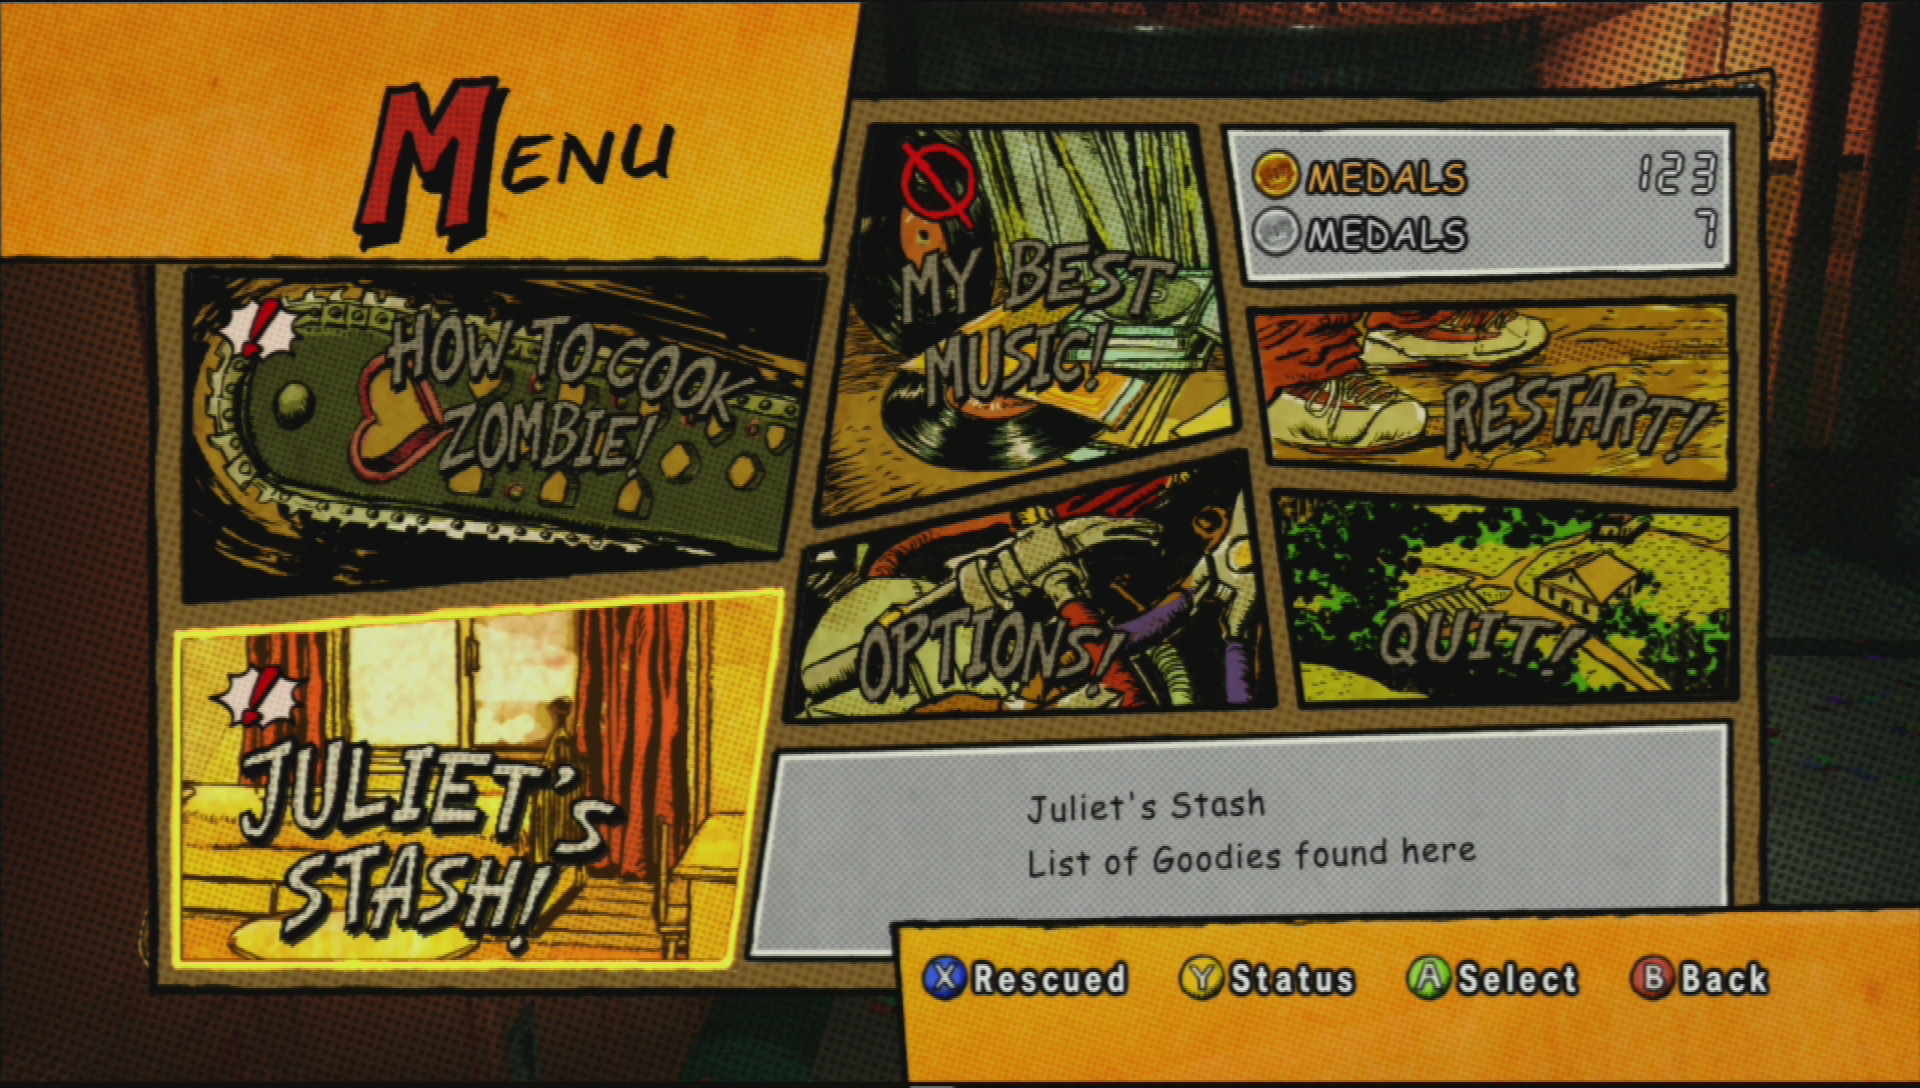 MENU
HOW TO COOK
ZOMBIE!
MY BEST
MUSIC!
MEDALS 123
MEDALS 7
RESTART!
JULIET'S
STASH!
OPTIONS!
QUIT!
Juliet's Stash
List of Goodies found here
X Rescued Y Status A Select B Back